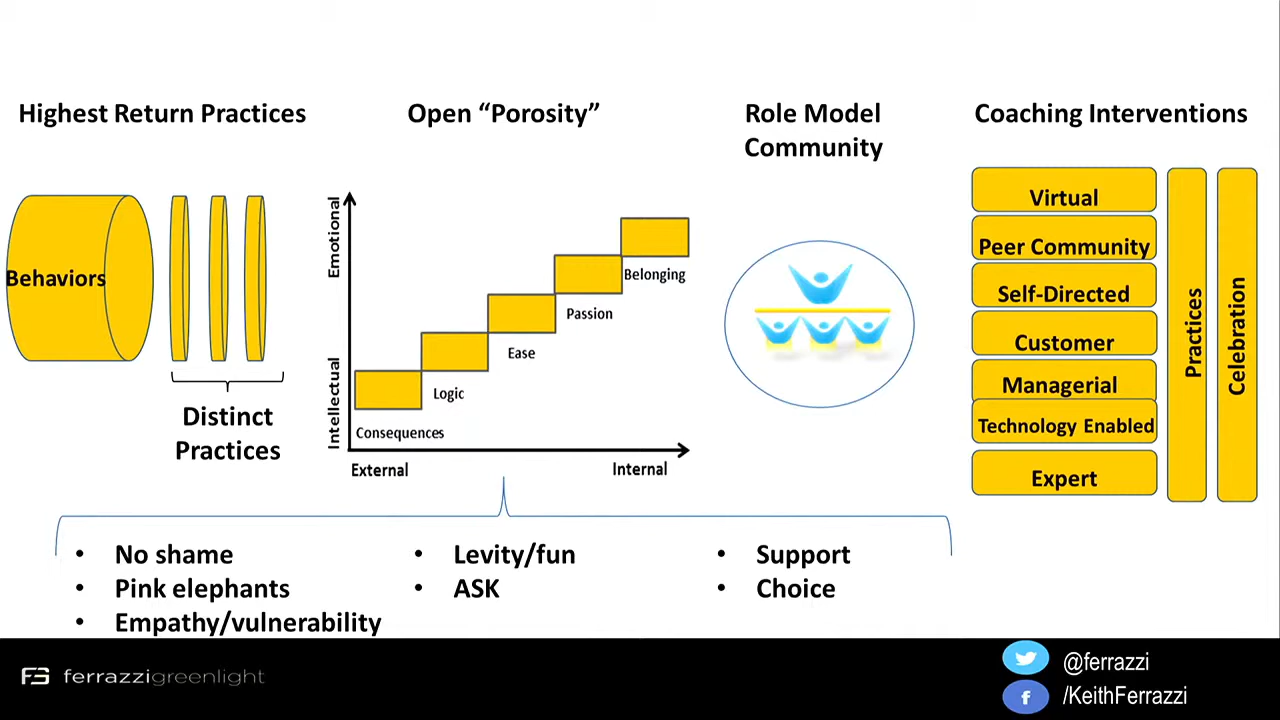 Highest Return Practices
Open “Porosity”
Role Model
Community
Coaching Interventions
Behaviors
Distinct
Practices
Emotional
Intellectual
Belonging
Passion
Ease
Logic
Consequences
External
Internal
Virtual
Peer Community
Self-Directed
Customer
Managerial
Technology Enabled
Expert
Practices
Celebration
• No shame
• Pink elephants
• Empathy/vulnerability
• Levity/fun
• ASK
• Support
• Choice
ferrazzigreenlight
@ferrazzi
/KeithFerrazzi